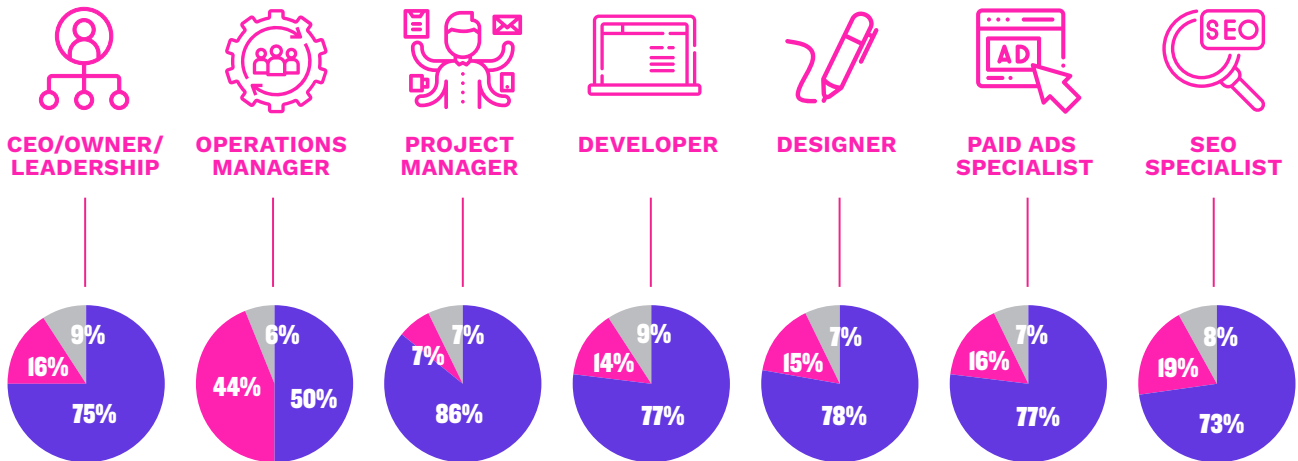 SEO
AD
CEO/OWNER/
LEADERSHIP
OPERATIONS
MANAGER
PROJECT
MANAGER
DEVELOPER
DESIGNER
PAID ADS
SPECIALIST
SEO
SPECIALIST
9%
16%
75%
6%
44%
50%
7%
7%
86%
9%
14%
77%
7%
15%
78%
7%
16%
77%
8%
19%
73%